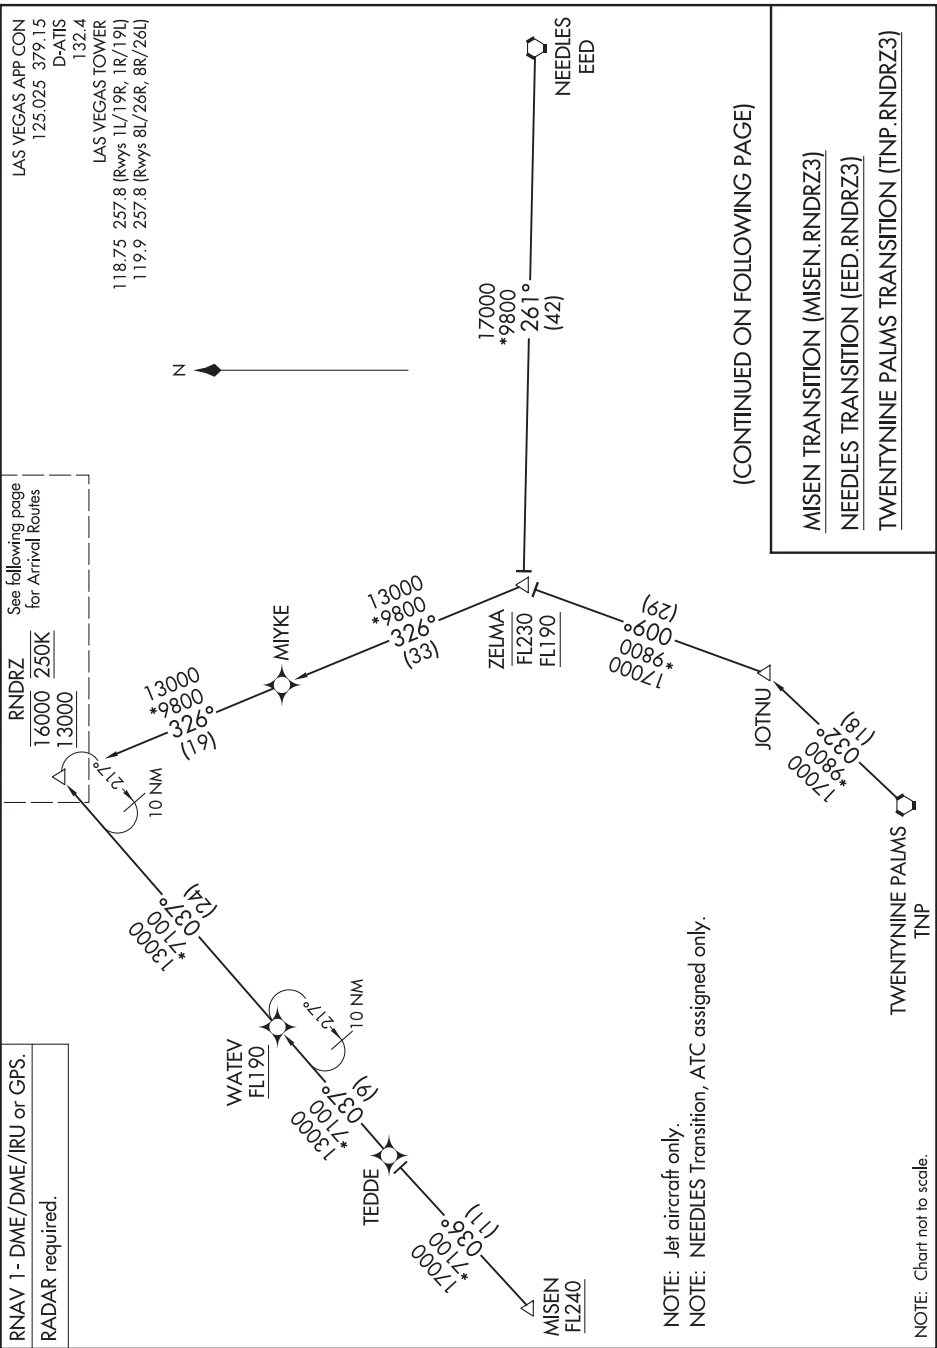 RNAV 1 - DME/DME/IRU or GPS.
RADAR required.
RNDRZ
16000 250K
13000
See following page
for Arrival Routes
LAS VEGAS APP CON
125.025 379.15
D-ATIS
132.4
LAS VEGAS TOWER
118.75 257.8 (Rwys 1L/19R, 1R/19L)
119.9 257.8 (Rwys 8L/26R, 8R/26L)
N
217°
10 NM
13000
*9800
326°
(19)
MIYKE
13000
*9800
326°
(33)
13000
*7100
037°
(24)
WATEV
FL190
217°
10 NM
13000
*7100
037°
(9)
TEDDE
17000
*7100
036°
(11)
MISEN
FL240
ZELMA
FL230
FL190
17000
*9800
261°
(42)
NEEDLES
EED
17000
*9800
009°
(29)
JOTNU
17000
*9800
032°
(18)
TWENTYNINE PALMS
TNP
NOTE: Jet aircraft only.
NOTE: NEEDLES Transition, ATC assigned only.
(CONTINUED ON FOLLOWING PAGE)
MISEN TRANSITION (MISEN.RNDRZ3)
NEEDLES TRANSITION (EED.RNDRZ3)
TWENTYNINE PALMS TRANSITION (TNP.RNDRZ3)
NOTE: Chart not to scale.